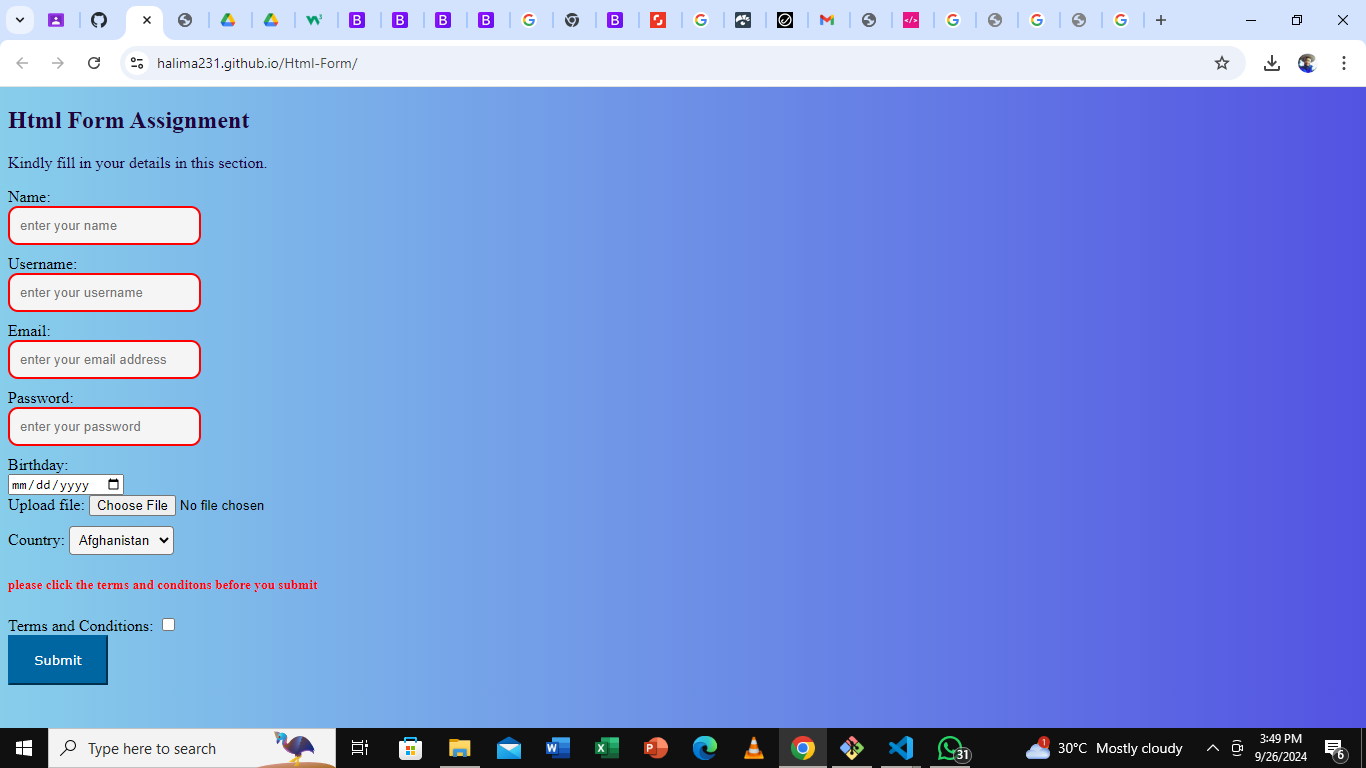 halima231.github.io/Html-Form/
Html Form Assignment
Kindly fill in your details in this section.
Name:
enter your name
Username:
enter your username
Email:
enter your email address
Password:
enter your password
Birthday:
mm/dd/yyyy
Upload file: Choose File No file chosen
Country: Afghanistan
please click the terms and conditons before you submit
Terms and Conditions:
Submit
Type here to search
31
1
30°C Mostly cloudy
3:49 PM
9/26/2024
6